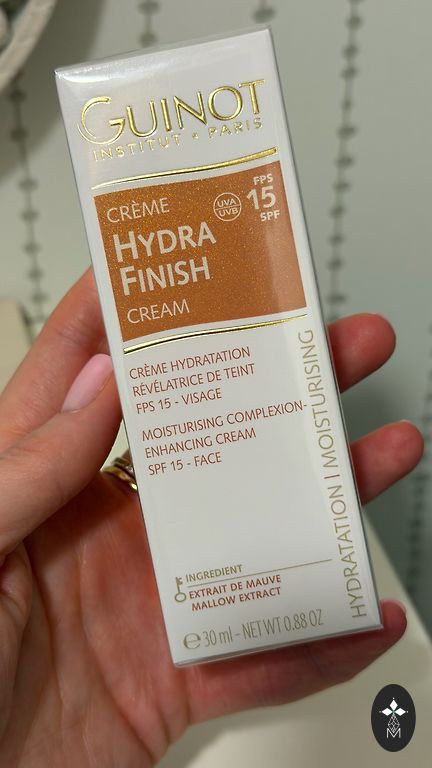 GUINOT
INSTITUT • PARIS
CRÈME
HYDRA
FINISH
CREAM
UVA
UVB
FPS
15
SPF
CRÈME HYDRATATION
RÉVÉLATRICE DE TEINT
FPS 15 - VISAGE
MOISTURISING COMPLEXION-
ENHANCING CREAM
SPF 15 - FACE
HYDRATATION I MOISTURISING
INGREDIENT
EXTRAIT DE MAUVE
MALLOW EXTRACT
e 30 ml - NET WT 0.88 OZ
M